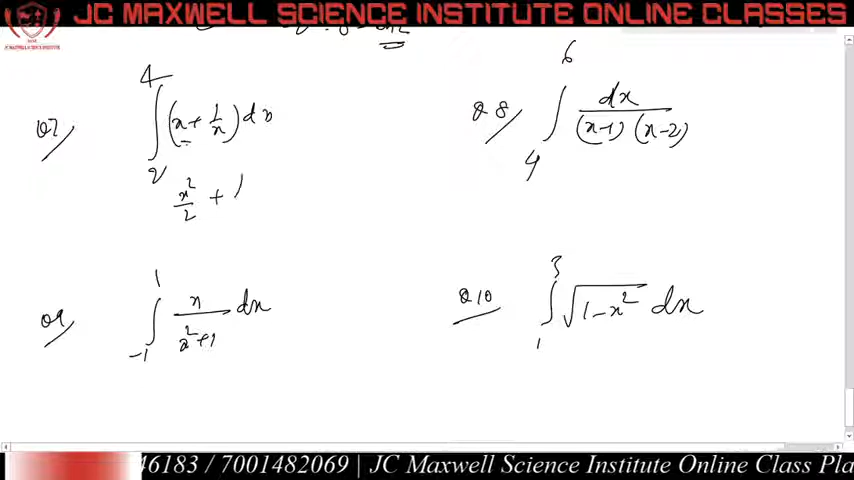 JC MAXWELL SCIENCE INSTITUTE ONLINE CLASSES
Q7/ ∫₂⁴ (x + 1/x) dx
x²/2 + 1
Q8/ ∫₄⁶ dx/((x-1)(x-2))
Q9/ ∫₋₁¹ x/(x²+1) dx
Q10 ∫₁³ √(1-x²) dx
46183 / 7001482069 | JC Maxwell Science Institute Online Class Pla